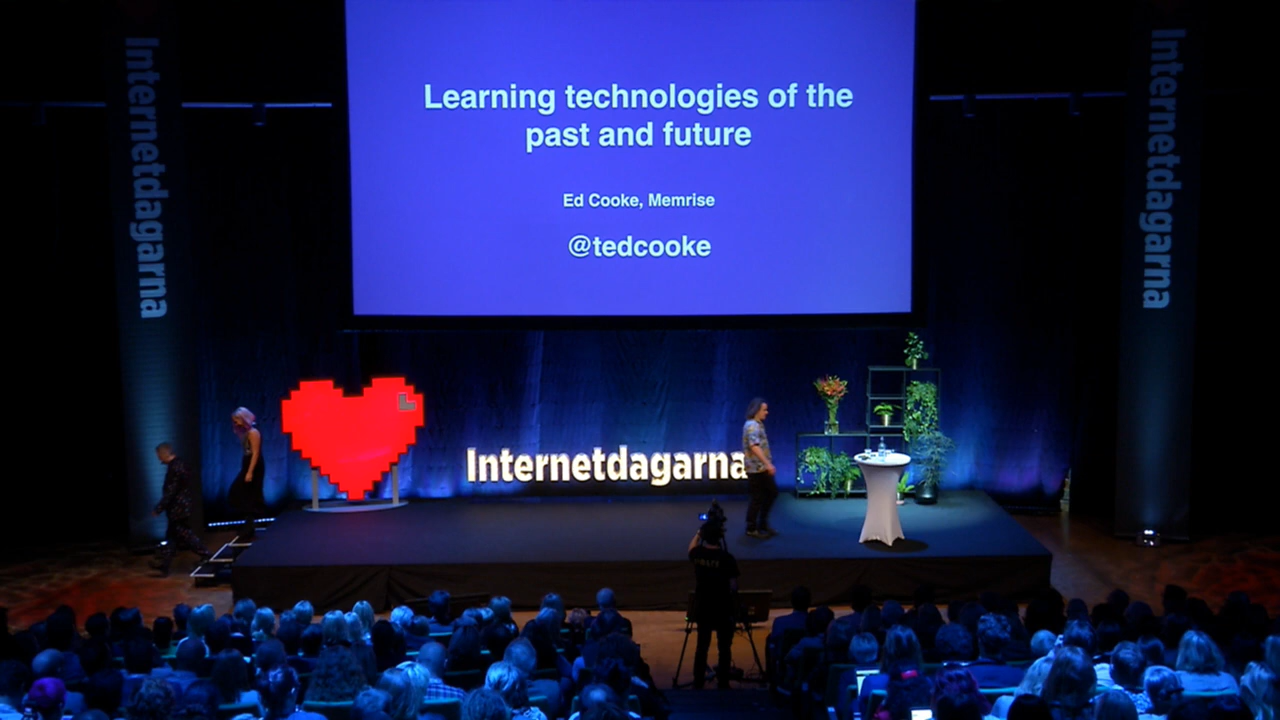 Learning technologies of the
past and future
Ed Cooke, Memrise
@tedcooke
Internetdagarna
Internetdagarna
Internetdagarna